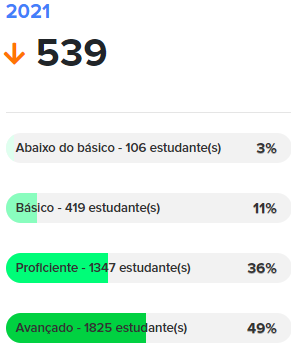 2021
539
Abaixo do básico - 106 estudante(s) 3%
Básico - 419 estudante(s) 11%
Proficiente - 1347 estudante(s) 36%
Avançado - 1825 estudante(s) 49%